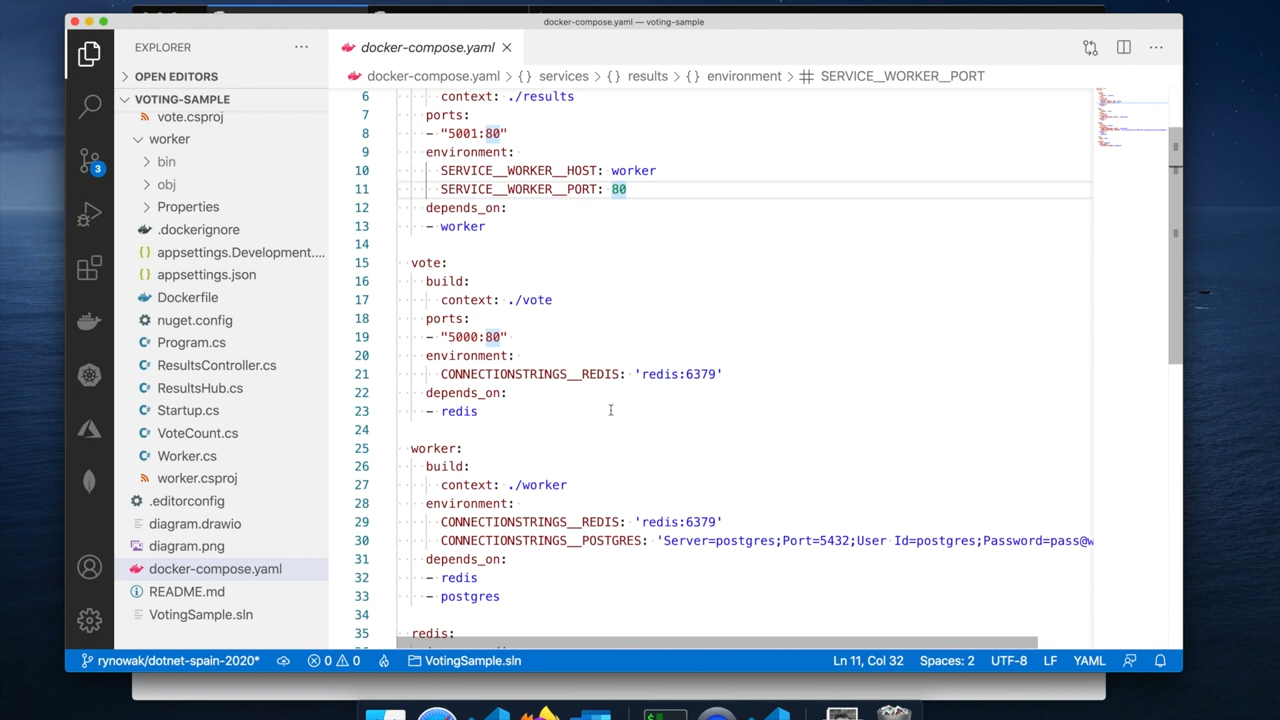 docker-compose.yaml — voting-sample
EXPLORER
docker-compose.yaml
OPEN EDITORS
docker-compose.yaml > {} services > {} results > {} environment > # SERVICE__WORKER__PORT
VOTING-SAMPLE
vote.csproj
worker
bin
obj
Properties
.dockerignore
appsettings.Development....
appsettings.json
Dockerfile
nuget.config
Program.cs
ResultsController.cs
ResultsHub.cs
Startup.cs
VoteCount.cs
Worker.cs
worker.csproj
.editorconfig
diagram.drawio
diagram.png
docker-compose.yaml
README.md
VotingSample.sln
3
6 context: ./results
7 ports:
8 - "5001:80"
9 environment:
10 SERVICE__WORKER__HOST: worker
11 SERVICE__WORKER__PORT: 80
12 depends_on:
13 - worker
14
15 vote:
16 build:
17 context: ./vote
18 ports:
19 - "5000:80"
20 environment:
21 CONNECTIONSTRINGS__REDIS: 'redis:6379'
22 depends_on:
23 - redis
24
25 worker:
26 build:
27 context: ./worker
28 environment:
29 CONNECTIONSTRINGS__REDIS: 'redis:6379'
30 CONNECTIONSTRINGS__POSTGRES: 'Server=postgres;Port=5432;User Id=postgres;Password=pass@w
31 depends_on:
32 - redis
33 - postgres
34
35 redis:
rynowak/dotnet-spain-2020* 0 0 VotingSample.sln Ln 11, Col 32 Spaces: 2 UTF-8 LF YAML